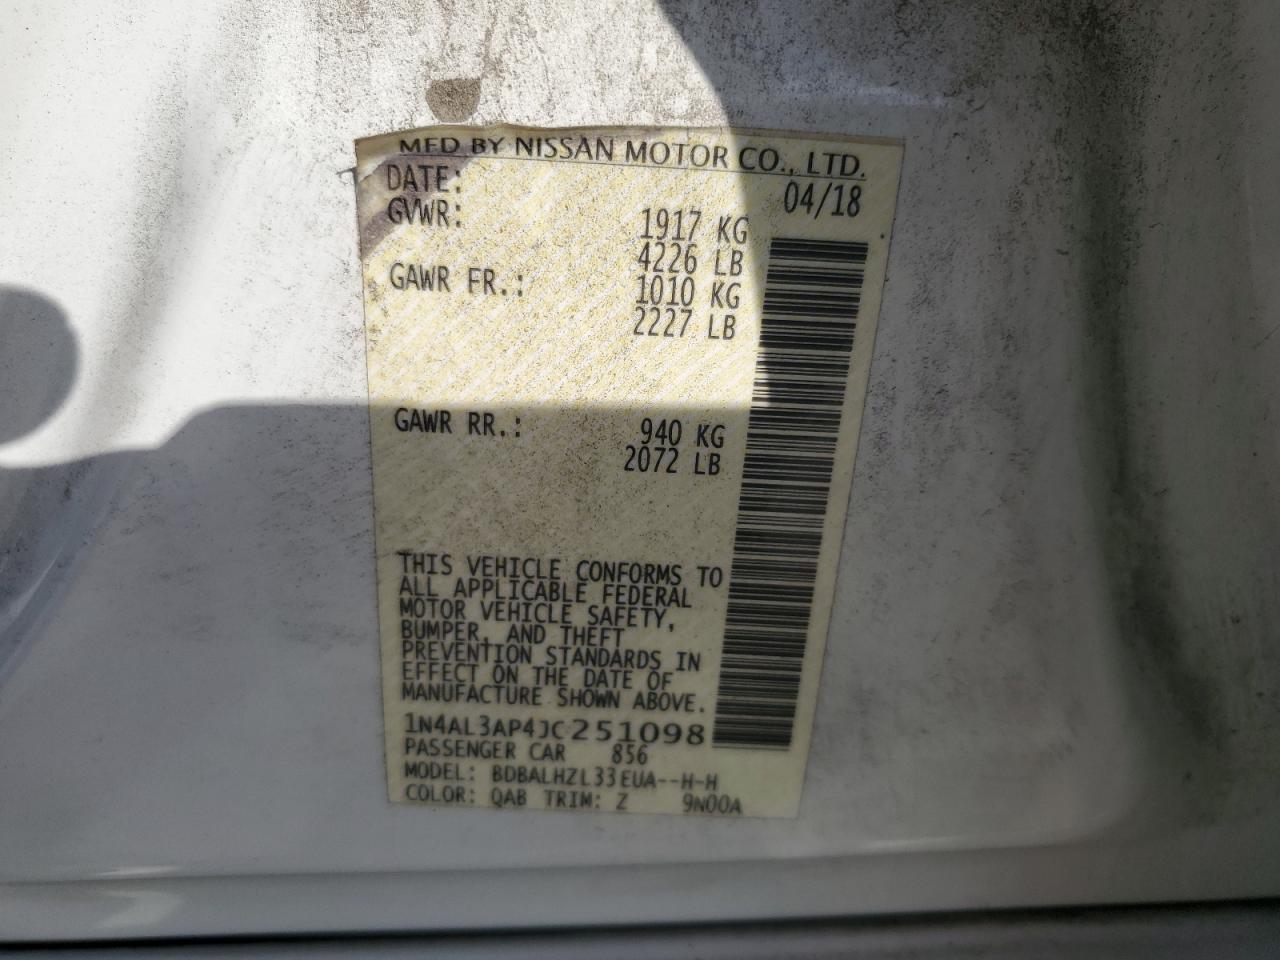 MFD BY NISSAN MOTOR CO., LTD.
DATE: 04/18
GVWR: 1917 KG
4226 LB
GAWR FR.: 1010 KG
2227 LB
GAWR RR.: 940 KG
2072 LB
THIS VEHICLE CONFORMS TO
ALL APPLICABLE FEDERAL
MOTOR VEHICLE SAFETY,
BUMPER, AND THEFT
PREVENTION STANDARDS IN
EFFECT ON THE DATE OF
MANUFACTURE SHOWN ABOVE.
1N4AL3AP4JC251098
PASSENGER CAR 856
MODEL: BDBALHZL33EUA--H-H
COLOR: QAB TRIM: Z 9N00A